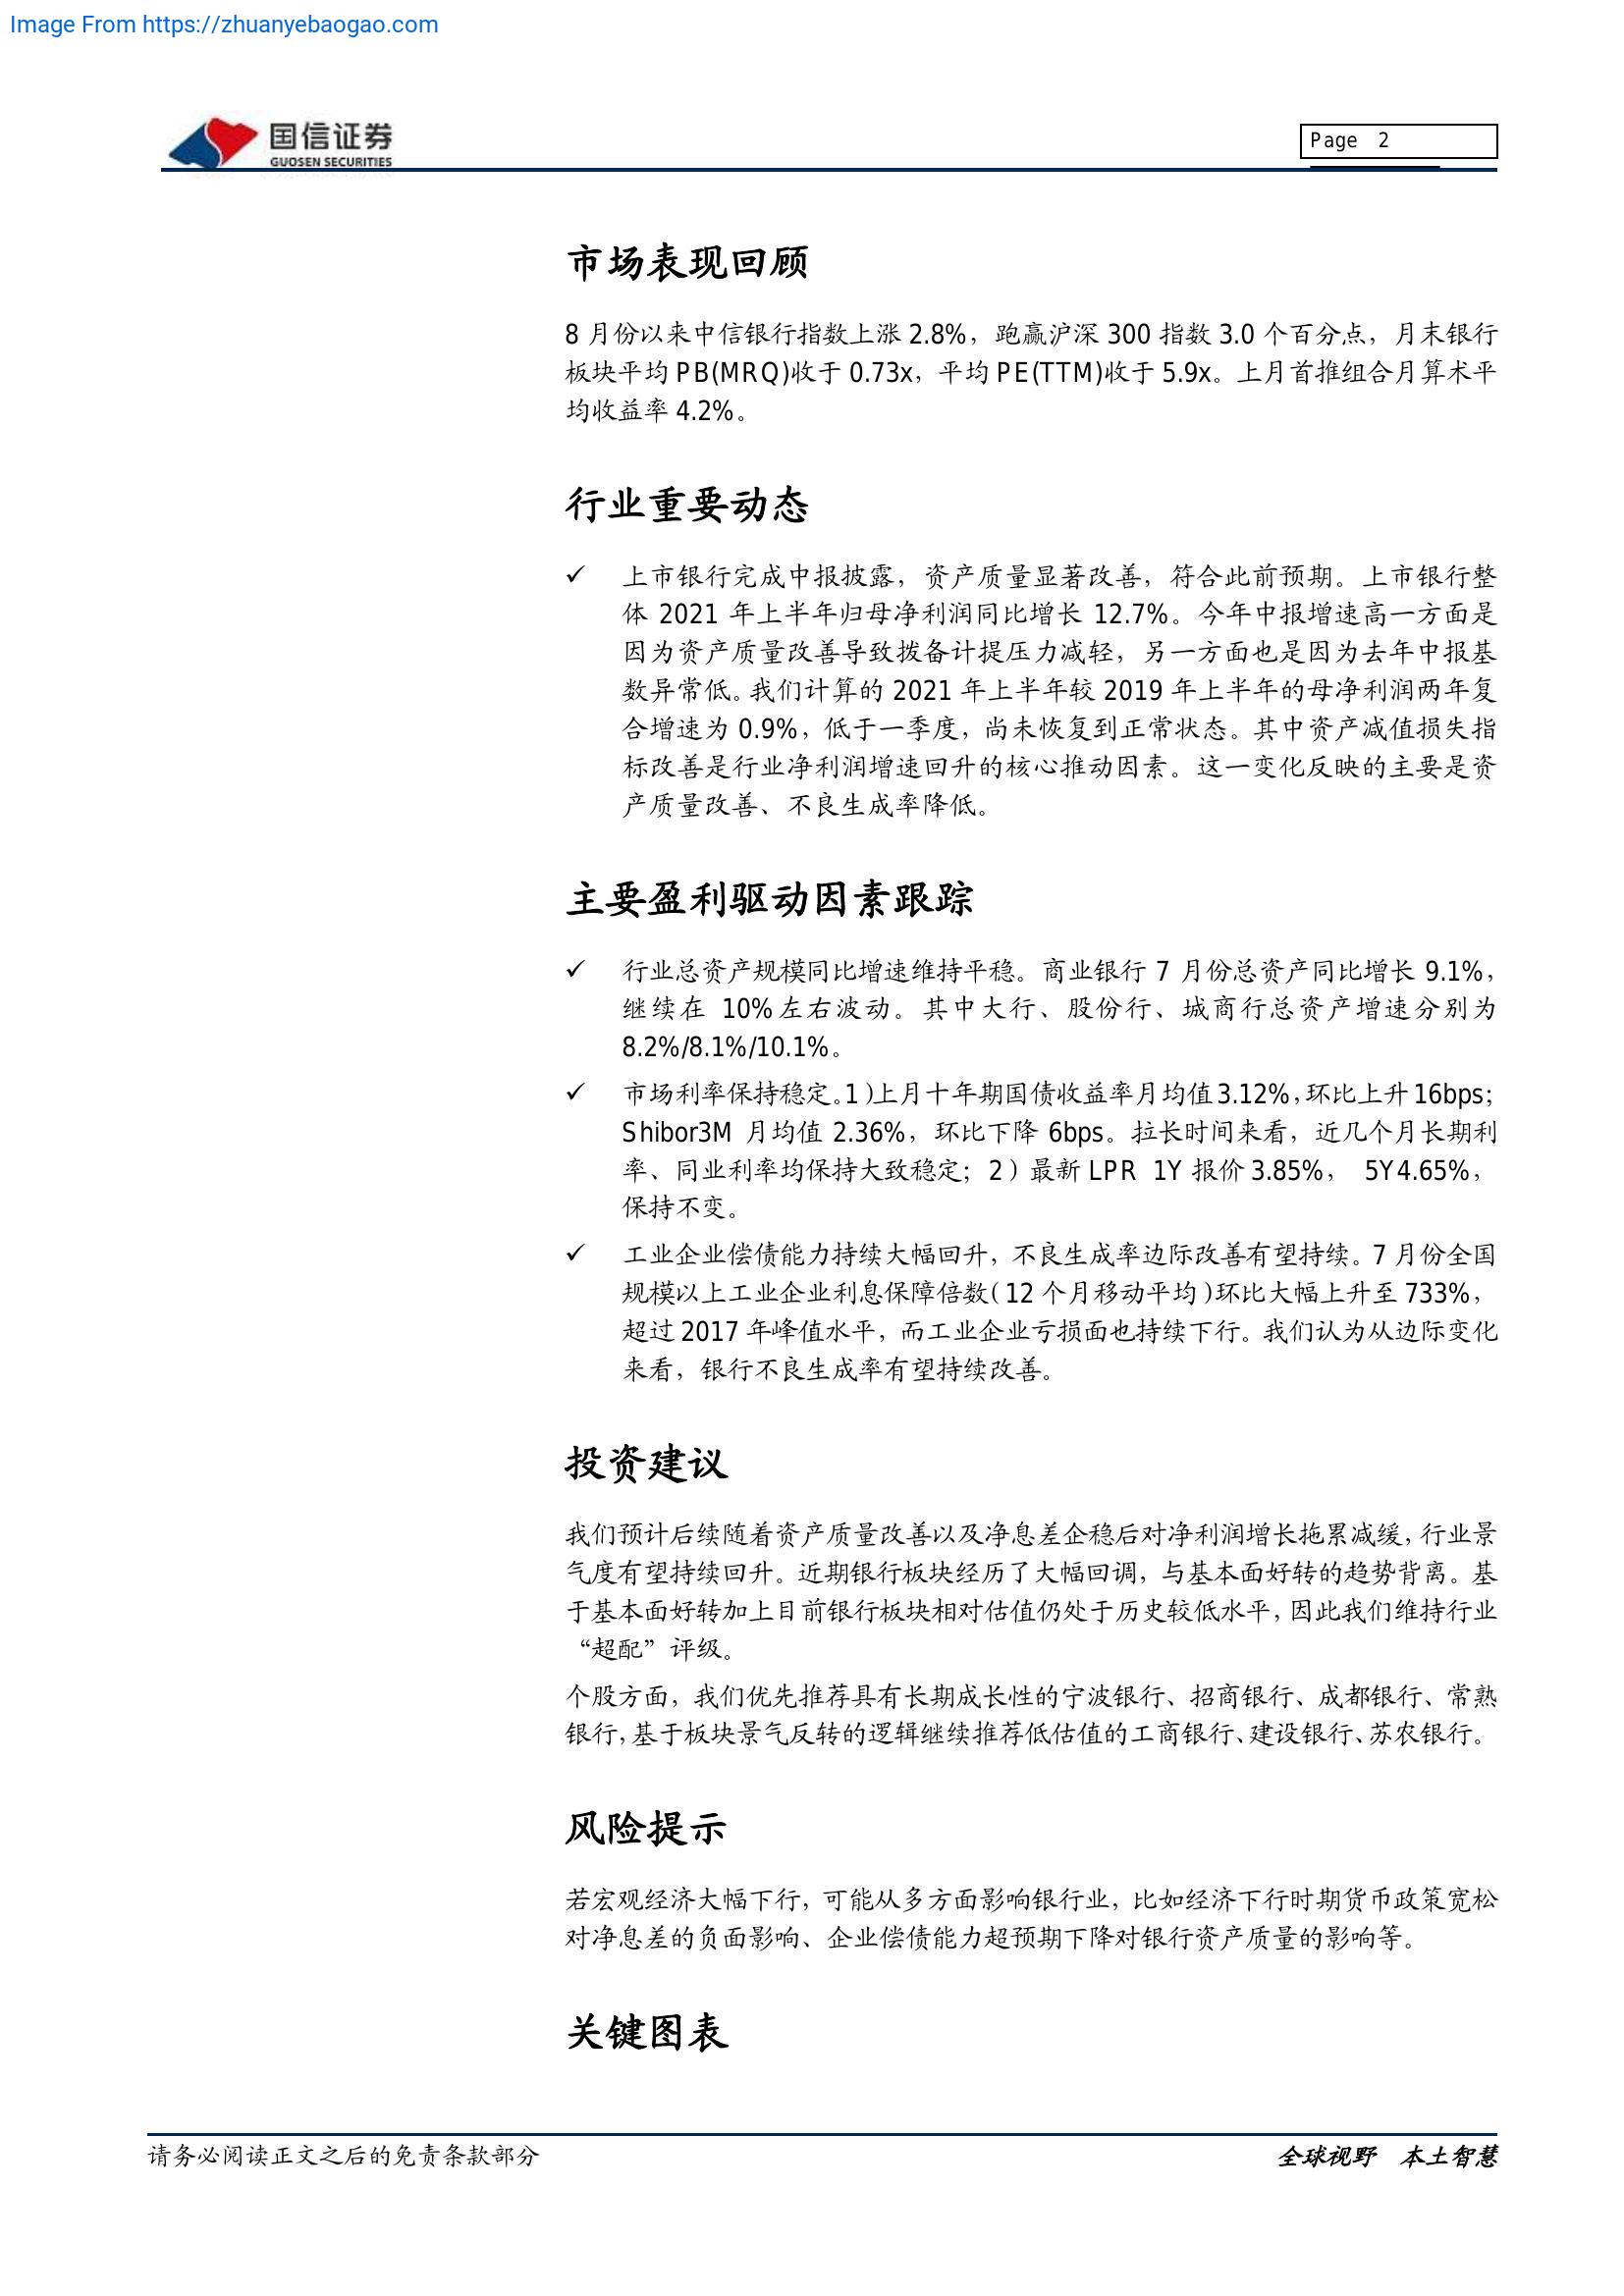 Image From https://zhuanyebaogao.com
国信证券
GUOSEN SECURITIES
Page 2
市场表现回顾
8 月份以来中信银行指数上涨 2.8%，跑赢沪深 300 指数 3.0 个百分点，月末银行
板块平均 PB(MRQ)收于 0.73x，平均 PE(TTM)收于 5.9x。上月首推组合月算术平
均收益率 4.2%。
行业重要动态
✓ 上市银行完成中报披露，资产质量显著改善，符合此前预期。上市银行整
体 2021 年上半年归母净利润同比增长 12.7%。今年中报增速高一方面是
因为资产质量改善导致拨备计提压力减轻，另一方面也是因为去年中报基
数异常低。我们计算的 2021 年上半年较 2019 年上半年的母净利润两年复
合增速为 0.9%，低于一季度，尚未恢复到正常状态。其中资产减值损失指
标改善是行业净利润增速回升的核心推动因素。这一变化反映的主要是资
产质量改善、不良生成率降低。
主要盈利驱动因素跟踪
✓ 行业总资产规模同比增速维持平稳。商业银行 7 月份总资产同比增长 9.1%，
继续在 10%左右波动。其中大行、股份行、城商行总资产增速分别为
8.2%/8.1%/10.1%。
✓ 市场利率保持稳定。1）上月十年期国债收益率月均值 3.12%，环比上升 16bps；
Shibor3M 月均值 2.36%，环比下降 6bps。拉长时间来看，近几个月长期利
率、同业利率均保持大致稳定；2）最新 LPR 1Y 报价 3.85%， 5Y4.65%，
保持不变。
✓ 工业企业偿债能力持续大幅回升，不良生成率边际改善有望持续。7 月份全国
规模以上工业企业利息保障倍数（12 个月移动平均）环比大幅上升至 733%，
超过 2017 年峰值水平，而工业企业亏损面也持续下行。我们认为从边际变化
来看，银行不良生成率有望持续改善。
投资建议
我们预计后续随着资产质量改善以及净息差企稳后对净利润增长拖累减缓，行业景
气度有望持续回升。近期银行板块经历了大幅回调，与基本面好转的趋势背离。基
于基本面好转加上目前银行板块相对估值仍处于历史较低水平，因此我们维持行业
“超配”评级。
个股方面，我们优先推荐具有长期成长性的宁波银行、招商银行、成都银行、常熟
银行，基于板块景气反转的逻辑继续推荐低估值的工商银行、建设银行、苏农银行。
风险提示
若宏观经济大幅下行，可能从多方面影响银行业，比如经济下行时期货币政策宽松
对净息差的负面影响、企业偿债能力超预期下降对银行资产质量的影响等。
关键图表
请务必阅读正文之后的免责条款部分
全球视野 本土智慧